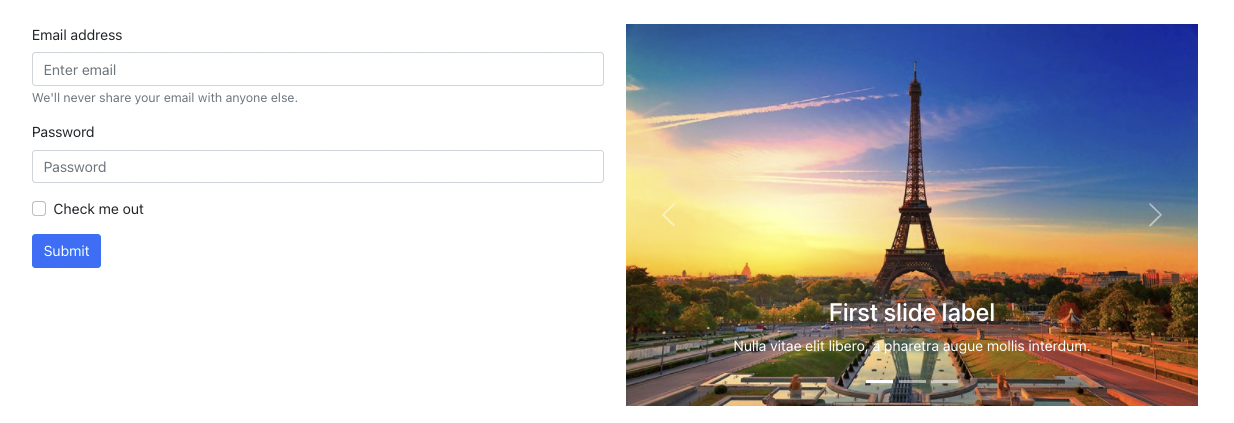 Email address
Enter email
We'll never share your email with anyone else.
Password
Password
Check me out
Submit
First slide label
Nulla vitae elit libero, a pharetra augue mollis interdum.